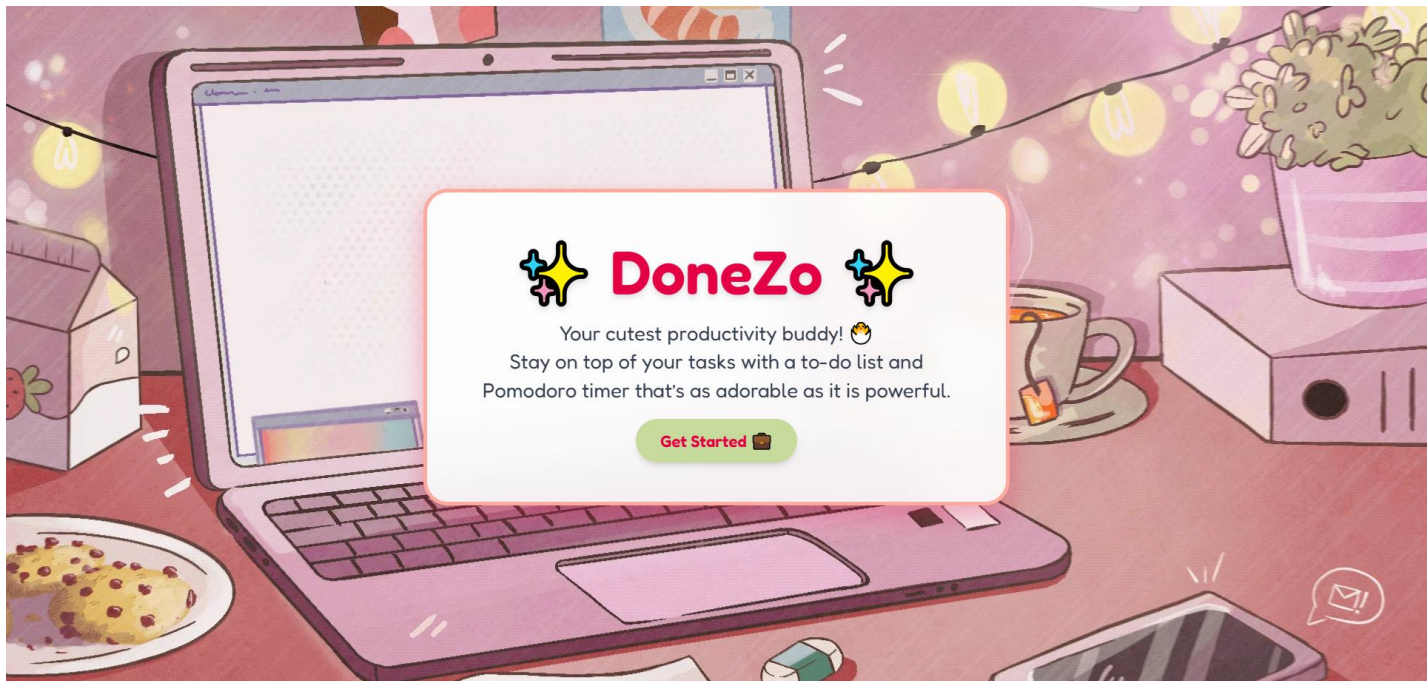 ✨ DoneZo ✨
Your cutest productivity buddy! 🐣
Stay on top of your tasks with a to-do list and
Pomodoro timer that's as adorable as it is powerful.
Get Started 💼